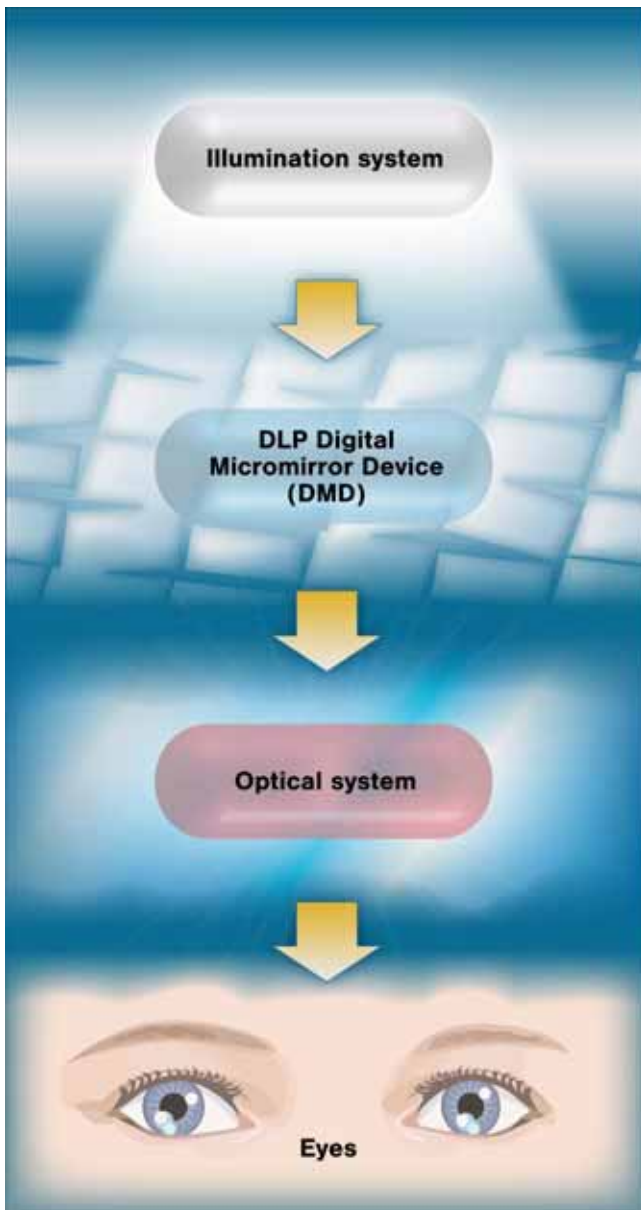 Illumination system
DLP Digital
Micromirror Device
(DMD)
Optical system
Eyes